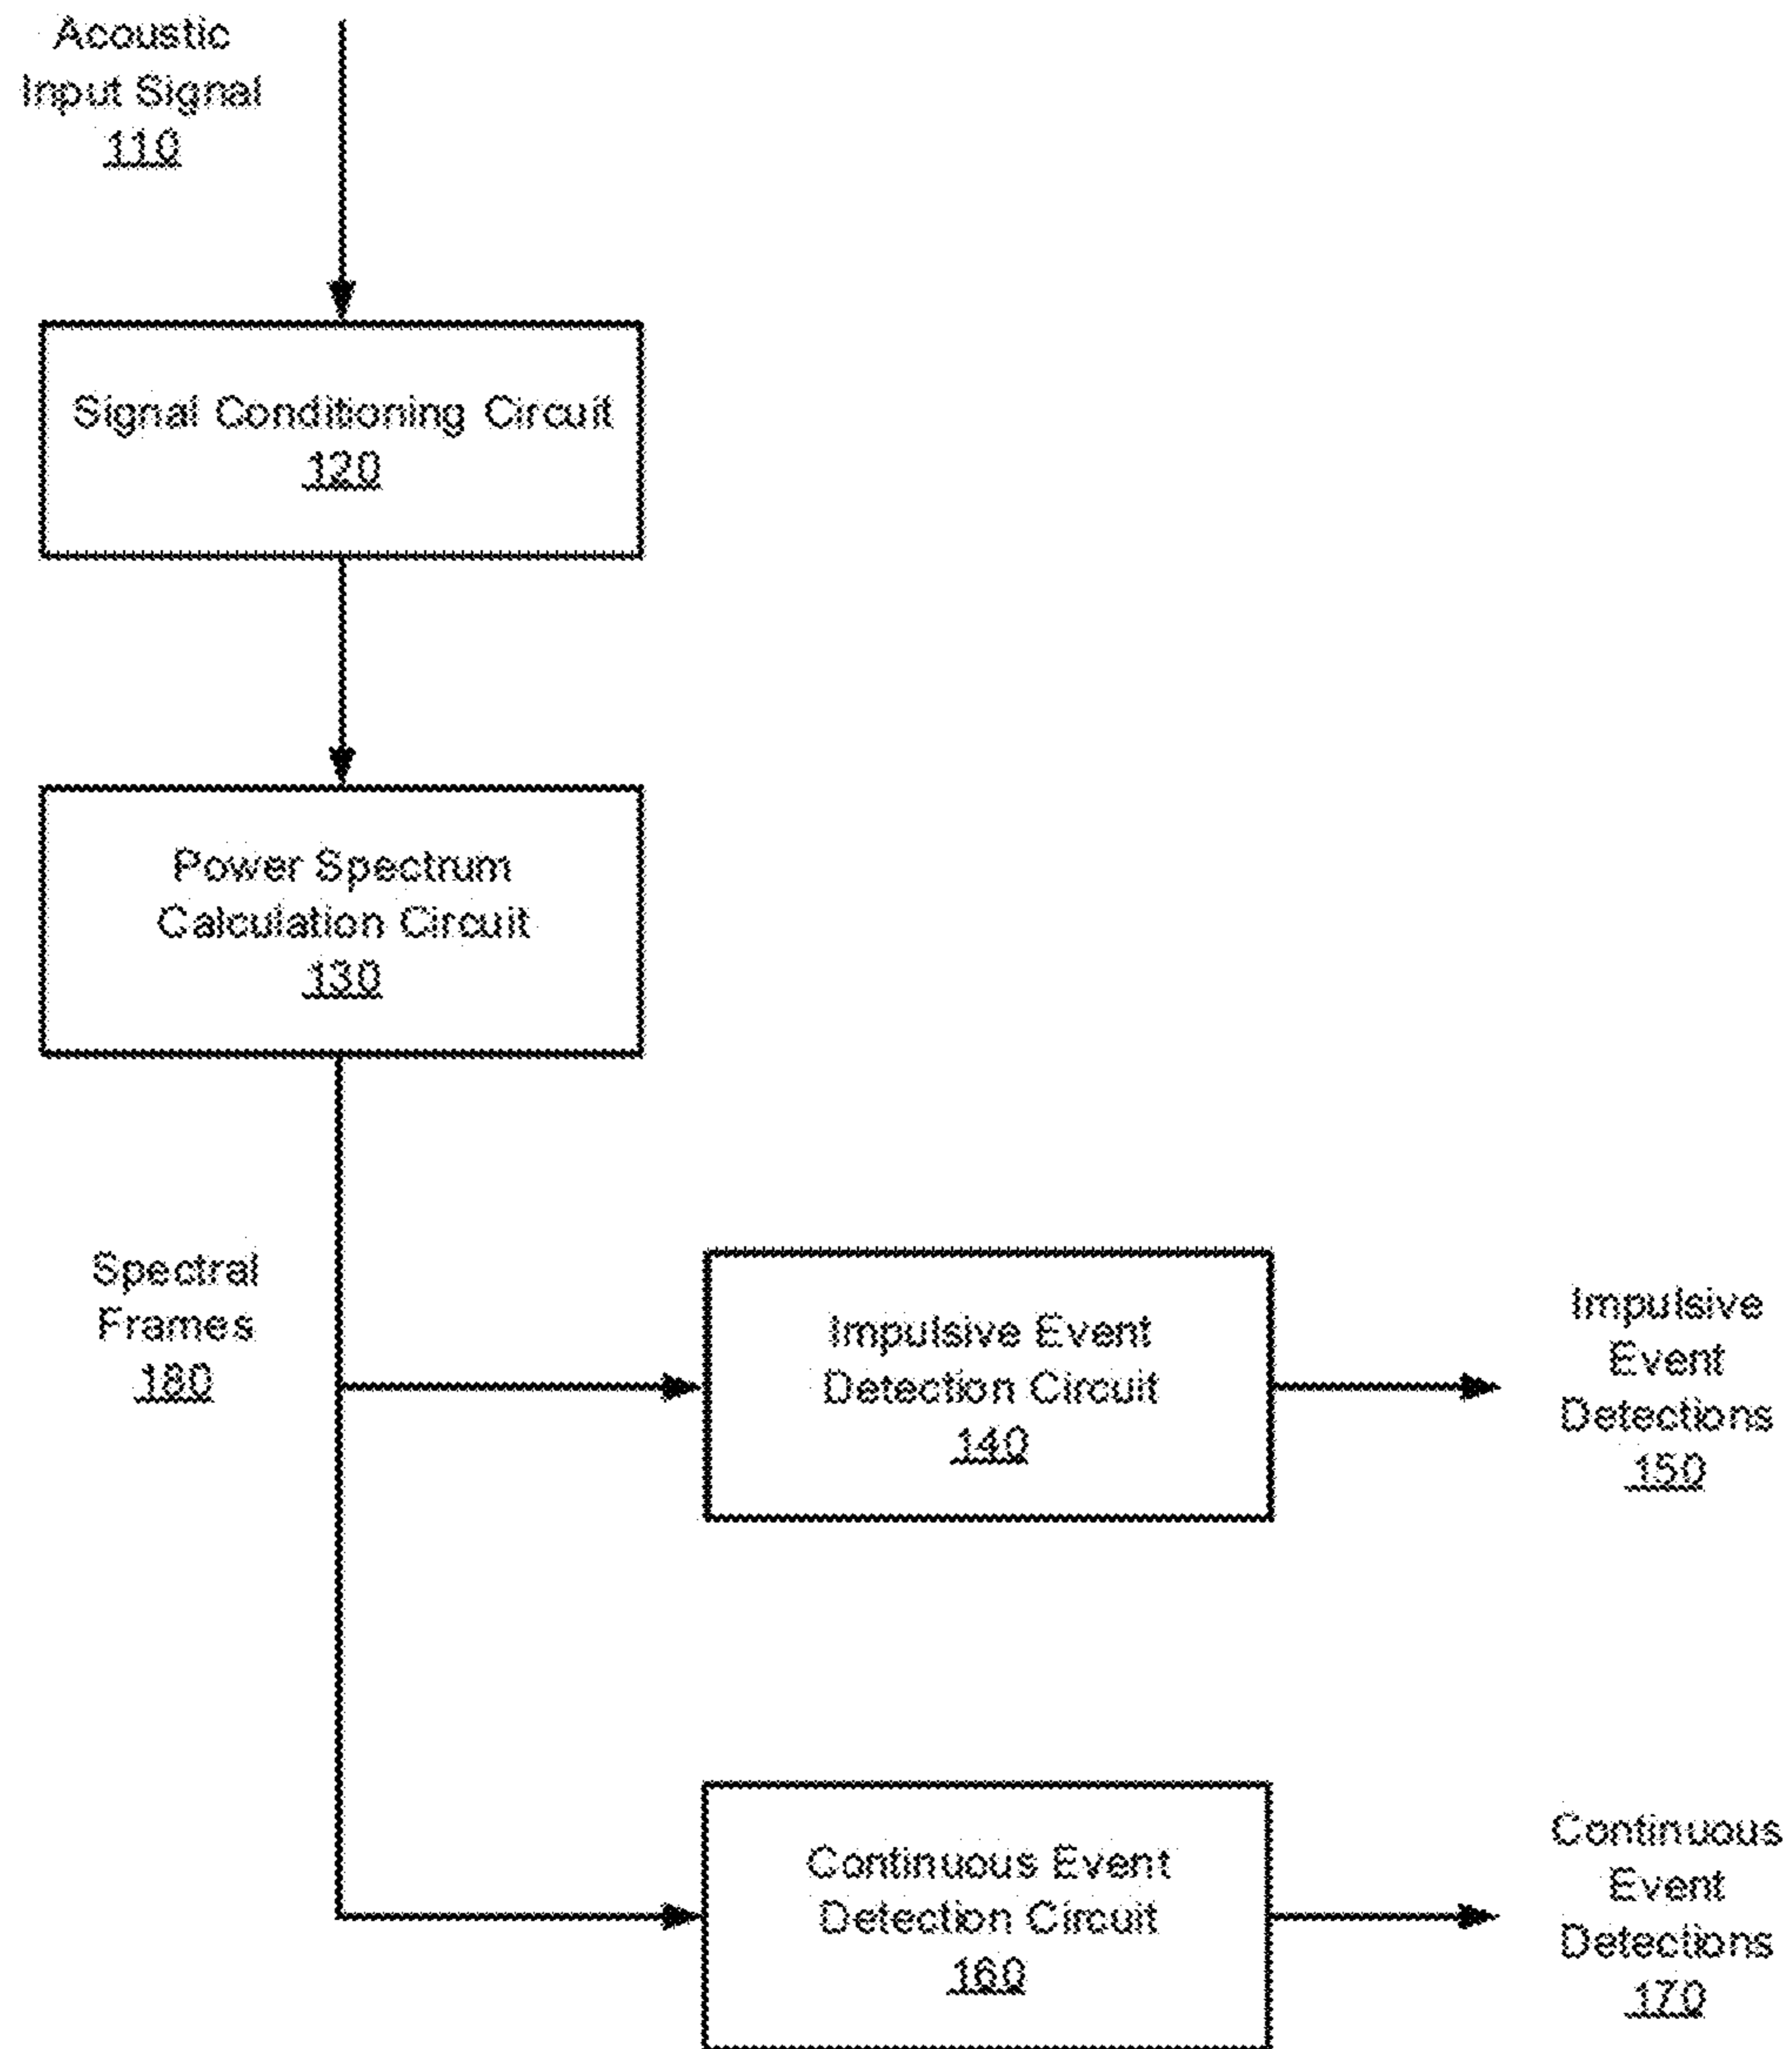 Acoustic
Input Signal
110
Signal Conditioning Circuit
120
Power Spectrum
Calculation Circuit
130
Spectral
Frames
180
Impulsive Event
Detection Circuit
140
Impulsive
Event
Detections
150
Continuous Event
Detection Circuit
160
Continuous
Event
Detections
170